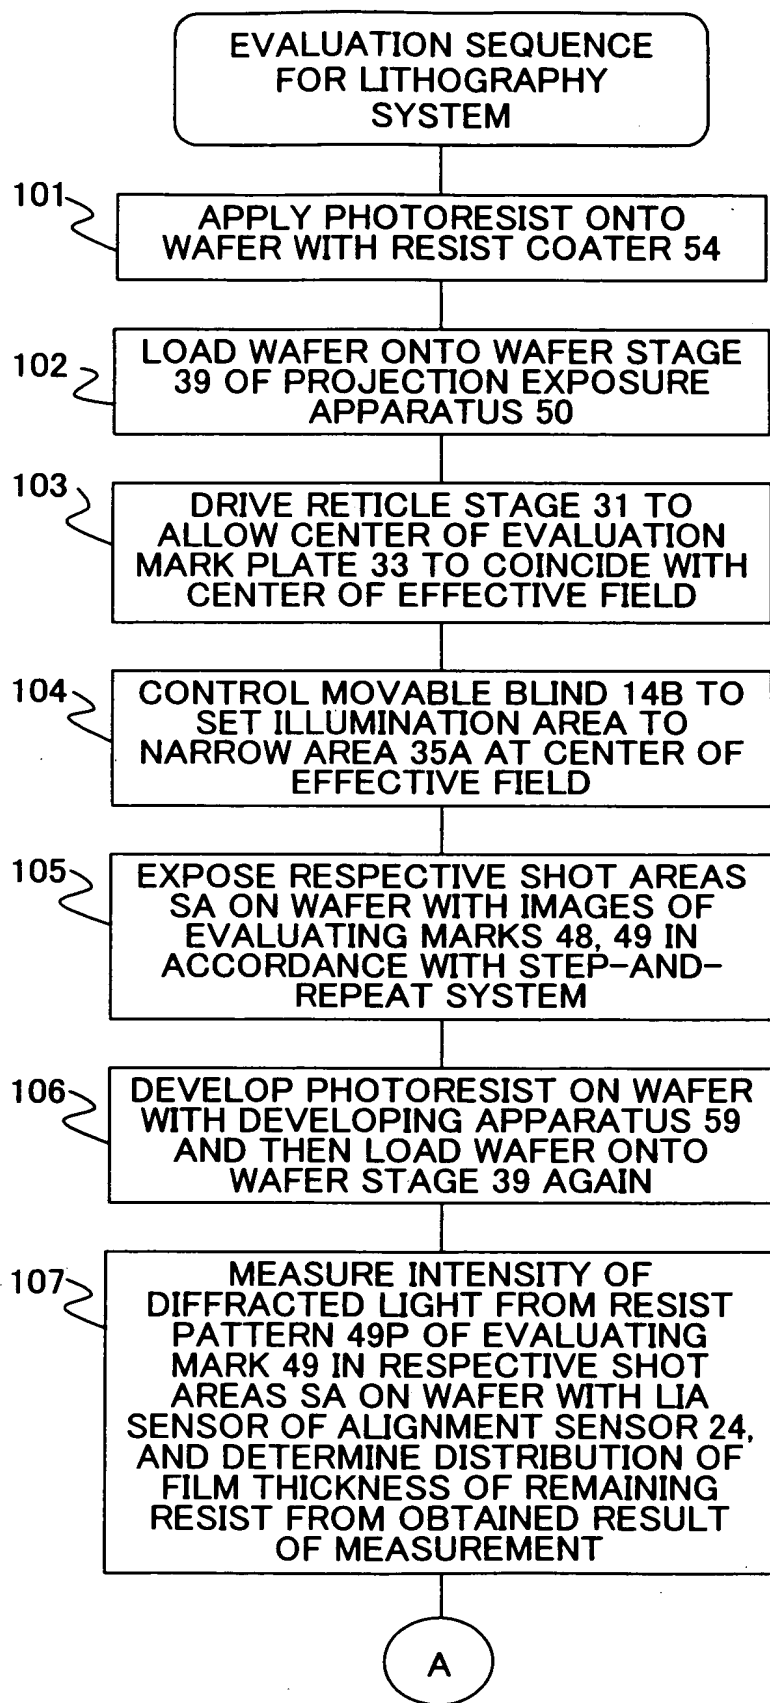 EVALUATION SEQUENCE
FOR LITHOGRAPHY
SYSTEM
101
APPLY PHOTORESIST ONTO
WAFER WITH RESIST COATER 54
102
LOAD WAFER ONTO WAFER STAGE
39 OF PROJECTION EXPOSURE
APPARATUS 50
103
DRIVE RETICLE STAGE 31 TO
ALLOW CENTER OF EVALUATION
MARK PLATE 33 TO COINCIDE WITH
CENTER OF EFFECTIVE FIELD
104
CONTROL MOVABLE BLIND 14B TO
SET ILLUMINATION AREA TO
NARROW AREA 35A AT CENTER OF
EFFECTIVE FIELD
105
EXPOSE RESPECTIVE SHOT AREAS
SA ON WAFER WITH IMAGES OF
EVALUATING MARKS 48, 49 IN
ACCORDANCE WITH STEP-AND-
REPEAT SYSTEM
106
DEVELOP PHOTORESIST ON WAFER
WITH DEVELOPING APPARATUS 59
AND THEN LOAD WAFER ONTO
WAFER STAGE 39 AGAIN
107
MEASURE INTENSITY OF
DIFFRACTED LIGHT FROM RESIST
PATTERN 49P OF EVALUATING
MARK 49 IN RESPECTIVE SHOT
AREAS SA ON WAFER WITH LIA
SENSOR OF ALIGNMENT SENSOR 24,
AND DETERMINE DISTRIBUTION OF
FILM THICKNESS OF REMAINING
RESIST FROM OBTAINED RESULT
OF MEASUREMENT
A